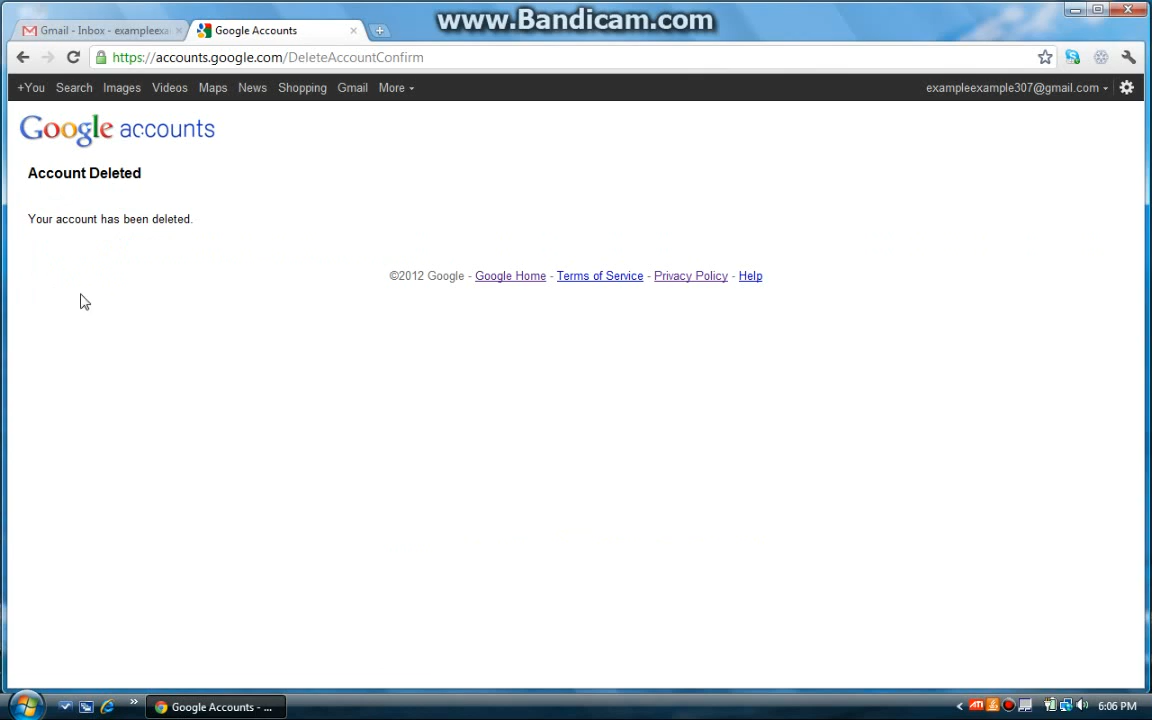 www.Bandicam.com
Gmail - Inbox - exampleexa
Google Accounts
https://accounts.google.com/DeleteAccountConfirm
+You Search Images Videos Maps News Shopping Gmail More
exampleexample307@gmail.com
Google accounts
Account Deleted
Your account has been deleted.
©2012 Google - Google Home - Terms of Service - Privacy Policy - Help
Google Accounts - ...
6:06 PM